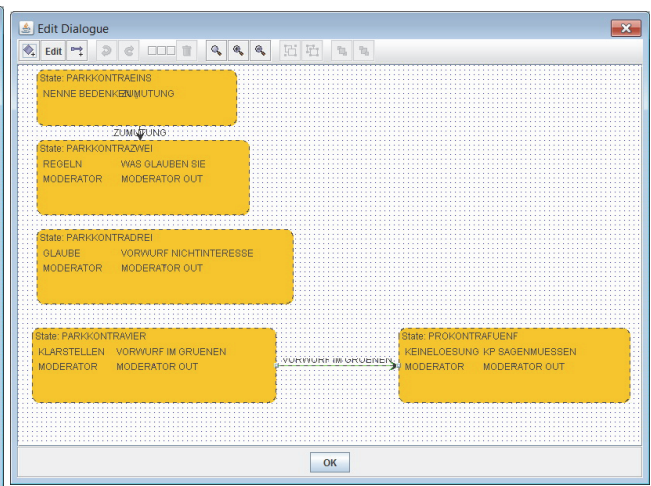 Edit Dialogue
Edit
State: PARKKONTRAEINS
NENNE BEDENKEN ZUMUTUNG
ZUMUTUNG
State: PARKKONTRAZWEI
REGELN WAS GLAUBEN SIE
MODERATOR MODERATOR OUT
State: PARKKONTRADREI
GLAUBE VORWURF NICHTINTERESSE
MODERATOR MODERATOR OUT
State: PARKKONTRAVIER
KLARSTELLEN VORWURF IM GRUENEN
MODERATOR MODERATOR OUT
VORWURF IM GRUENEN
State: PROKONTRAFUENF
KEINELOESUNG KP SAGENMUESSEN
MODERATOR MODERATOR OUT
OK